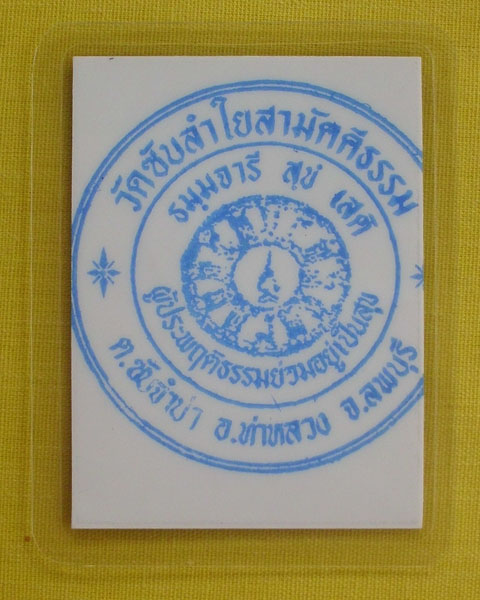 วัดซับลำใยสามัคคีธรรม
ธมฺมจารี สุขํ เสติ
ผู้ประพฤติธรรมย่อมอยู่เป็นสุข
ต.ซับจำปา อ.ท่าหลวง จ.ลพบุรี